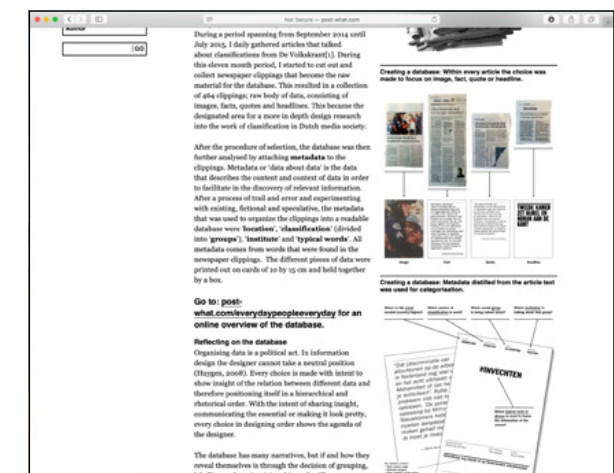 Not Secure — post-what.com
Author
GO
During a period spanning from September 2014 until
July 2015, I daily gathered articles that talked
about classifications from De Volkskrant[1]. During
this eleven month period, I started to cut out and
collect newspaper clippings that become the raw
material for the database. This resulted in a collection
of 464 clippings; raw body of data, consisting of
images, facts, quotes and headlines. This became the
designated area for a more in depth design research
into the work of classification in Dutch media society.
After the procedure of selection, the database was then
further analysed by attaching metadata to the
clippings. Metadata or 'data about data' is the data
that describes the content and context of data in order
to facilitate in the discovery of relevant information.
After a process of trail and error and experimenting
with existing, fictional and speculative, the metadata
that was used to organize the clippings into a readable
database were 'location', 'classification' (divided
into 'groups'), 'institute' and 'typical words'. All
metadata comes from words that were found in the
newspaper clippings. The different pieces of data were
printed out on cards of 10 by 15 cm and held together
by a box.
Go to: post-
what.com/everydaypeopleeveryday for an
online overview of the database.
Reflecting on the database
Organising data is a political act. In information
design the designer cannot take a neutral position
(Huygen, 2008). Every choice is made with intent to
show insight of the relation between different data and
therefore positioning itself in a hierarchical and
rhetorical order. With the intent of sharing insight,
communicating the essential or making it look pretty,
every choice in designing order shows the agenda of
the designer.
The database has many narratives, but if and how they
reveal themselves is through the decision of grouping,
Creating a database: Within every article the choice was
made to focus on image, fact, quote or headline.
TWEEDE KAMER
ZET WIJBEL EN
KORAN AAN DE
KANT
Image
Fact
Quote
Headline
Creating a database: Metadata distilled from the article text
was used for categorisation.
#INVECHTEN